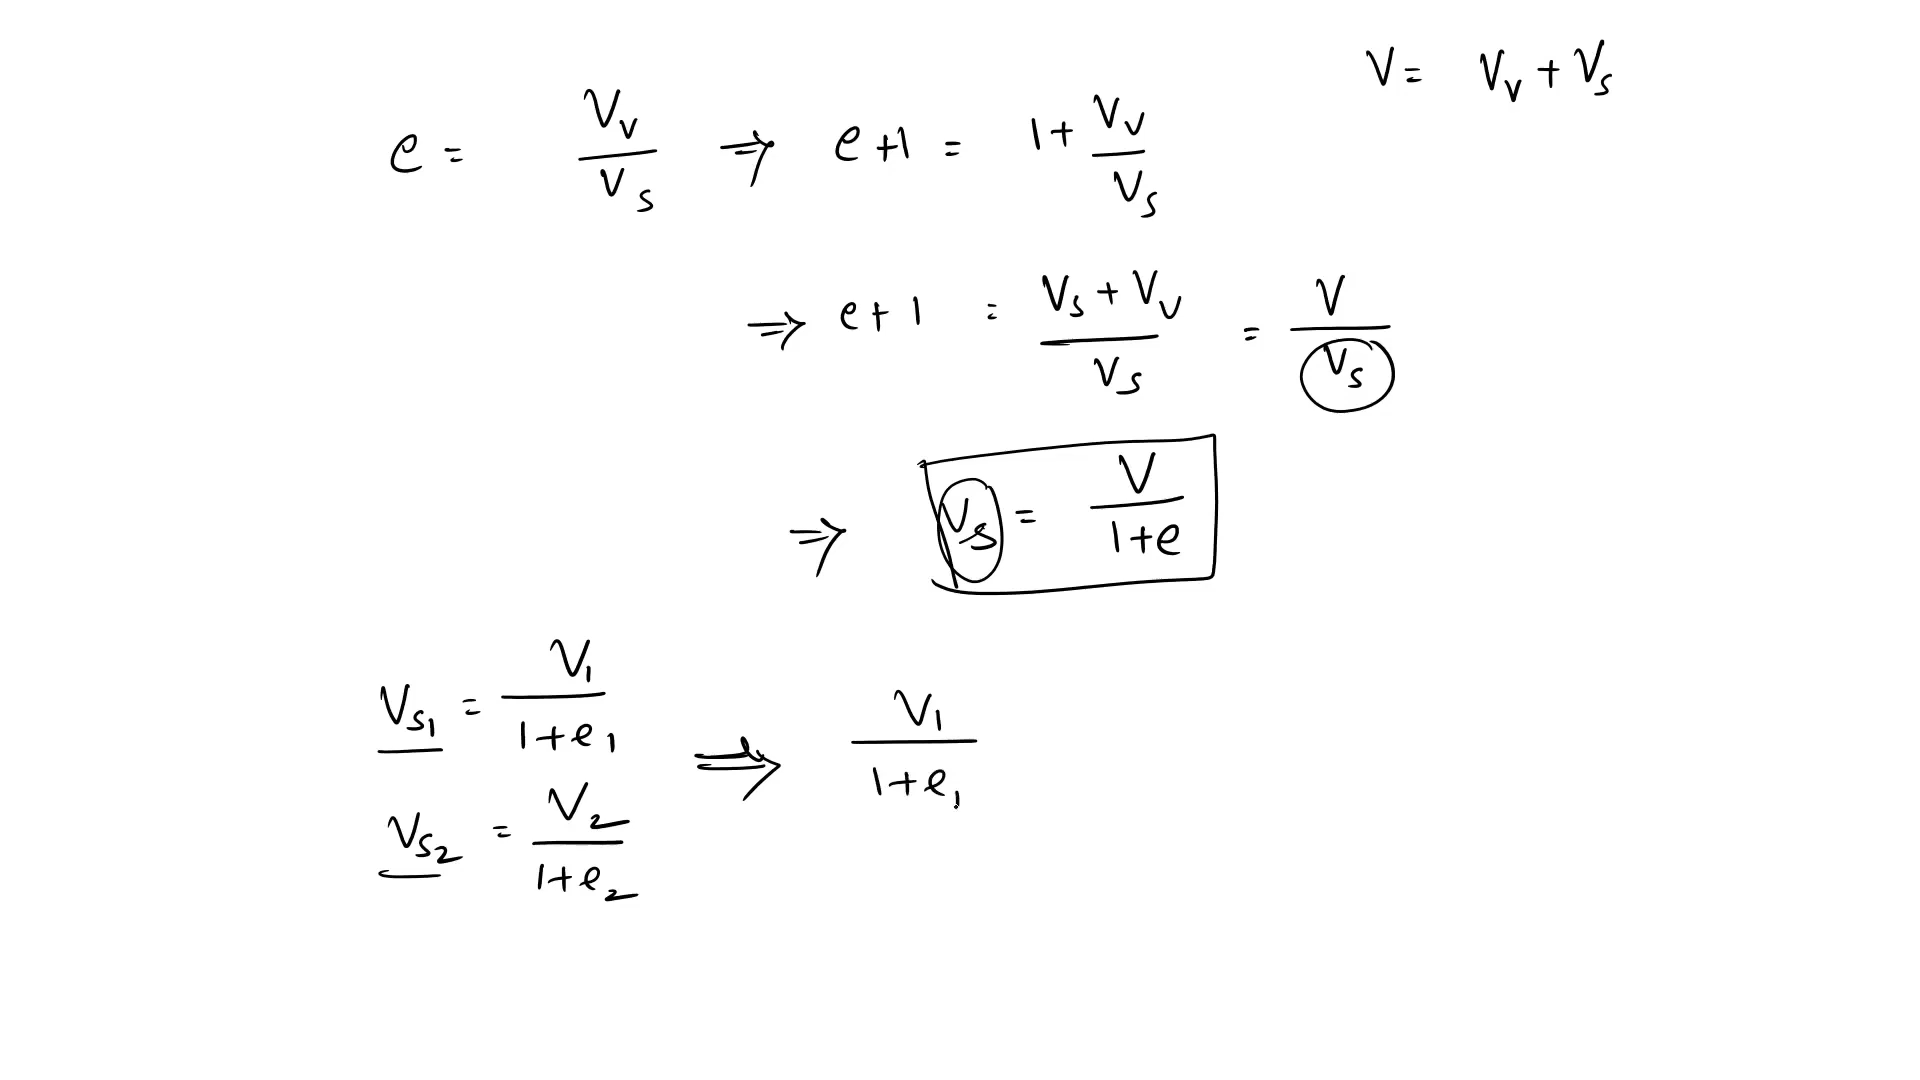 V = V_v + V_s
e = V_v / V_s ⇒ e + 1 = 1 + V_v / V_s
⇒ e + 1 = (V_s + V_v) / V_s = V / V_s
⇒ V_s = V / (1 + e)
V_s1 = V_1 / (1 + e_1) ⇒ V_1 / (1 + e_1)
V_s2 = V_2 / (1 + e_2)